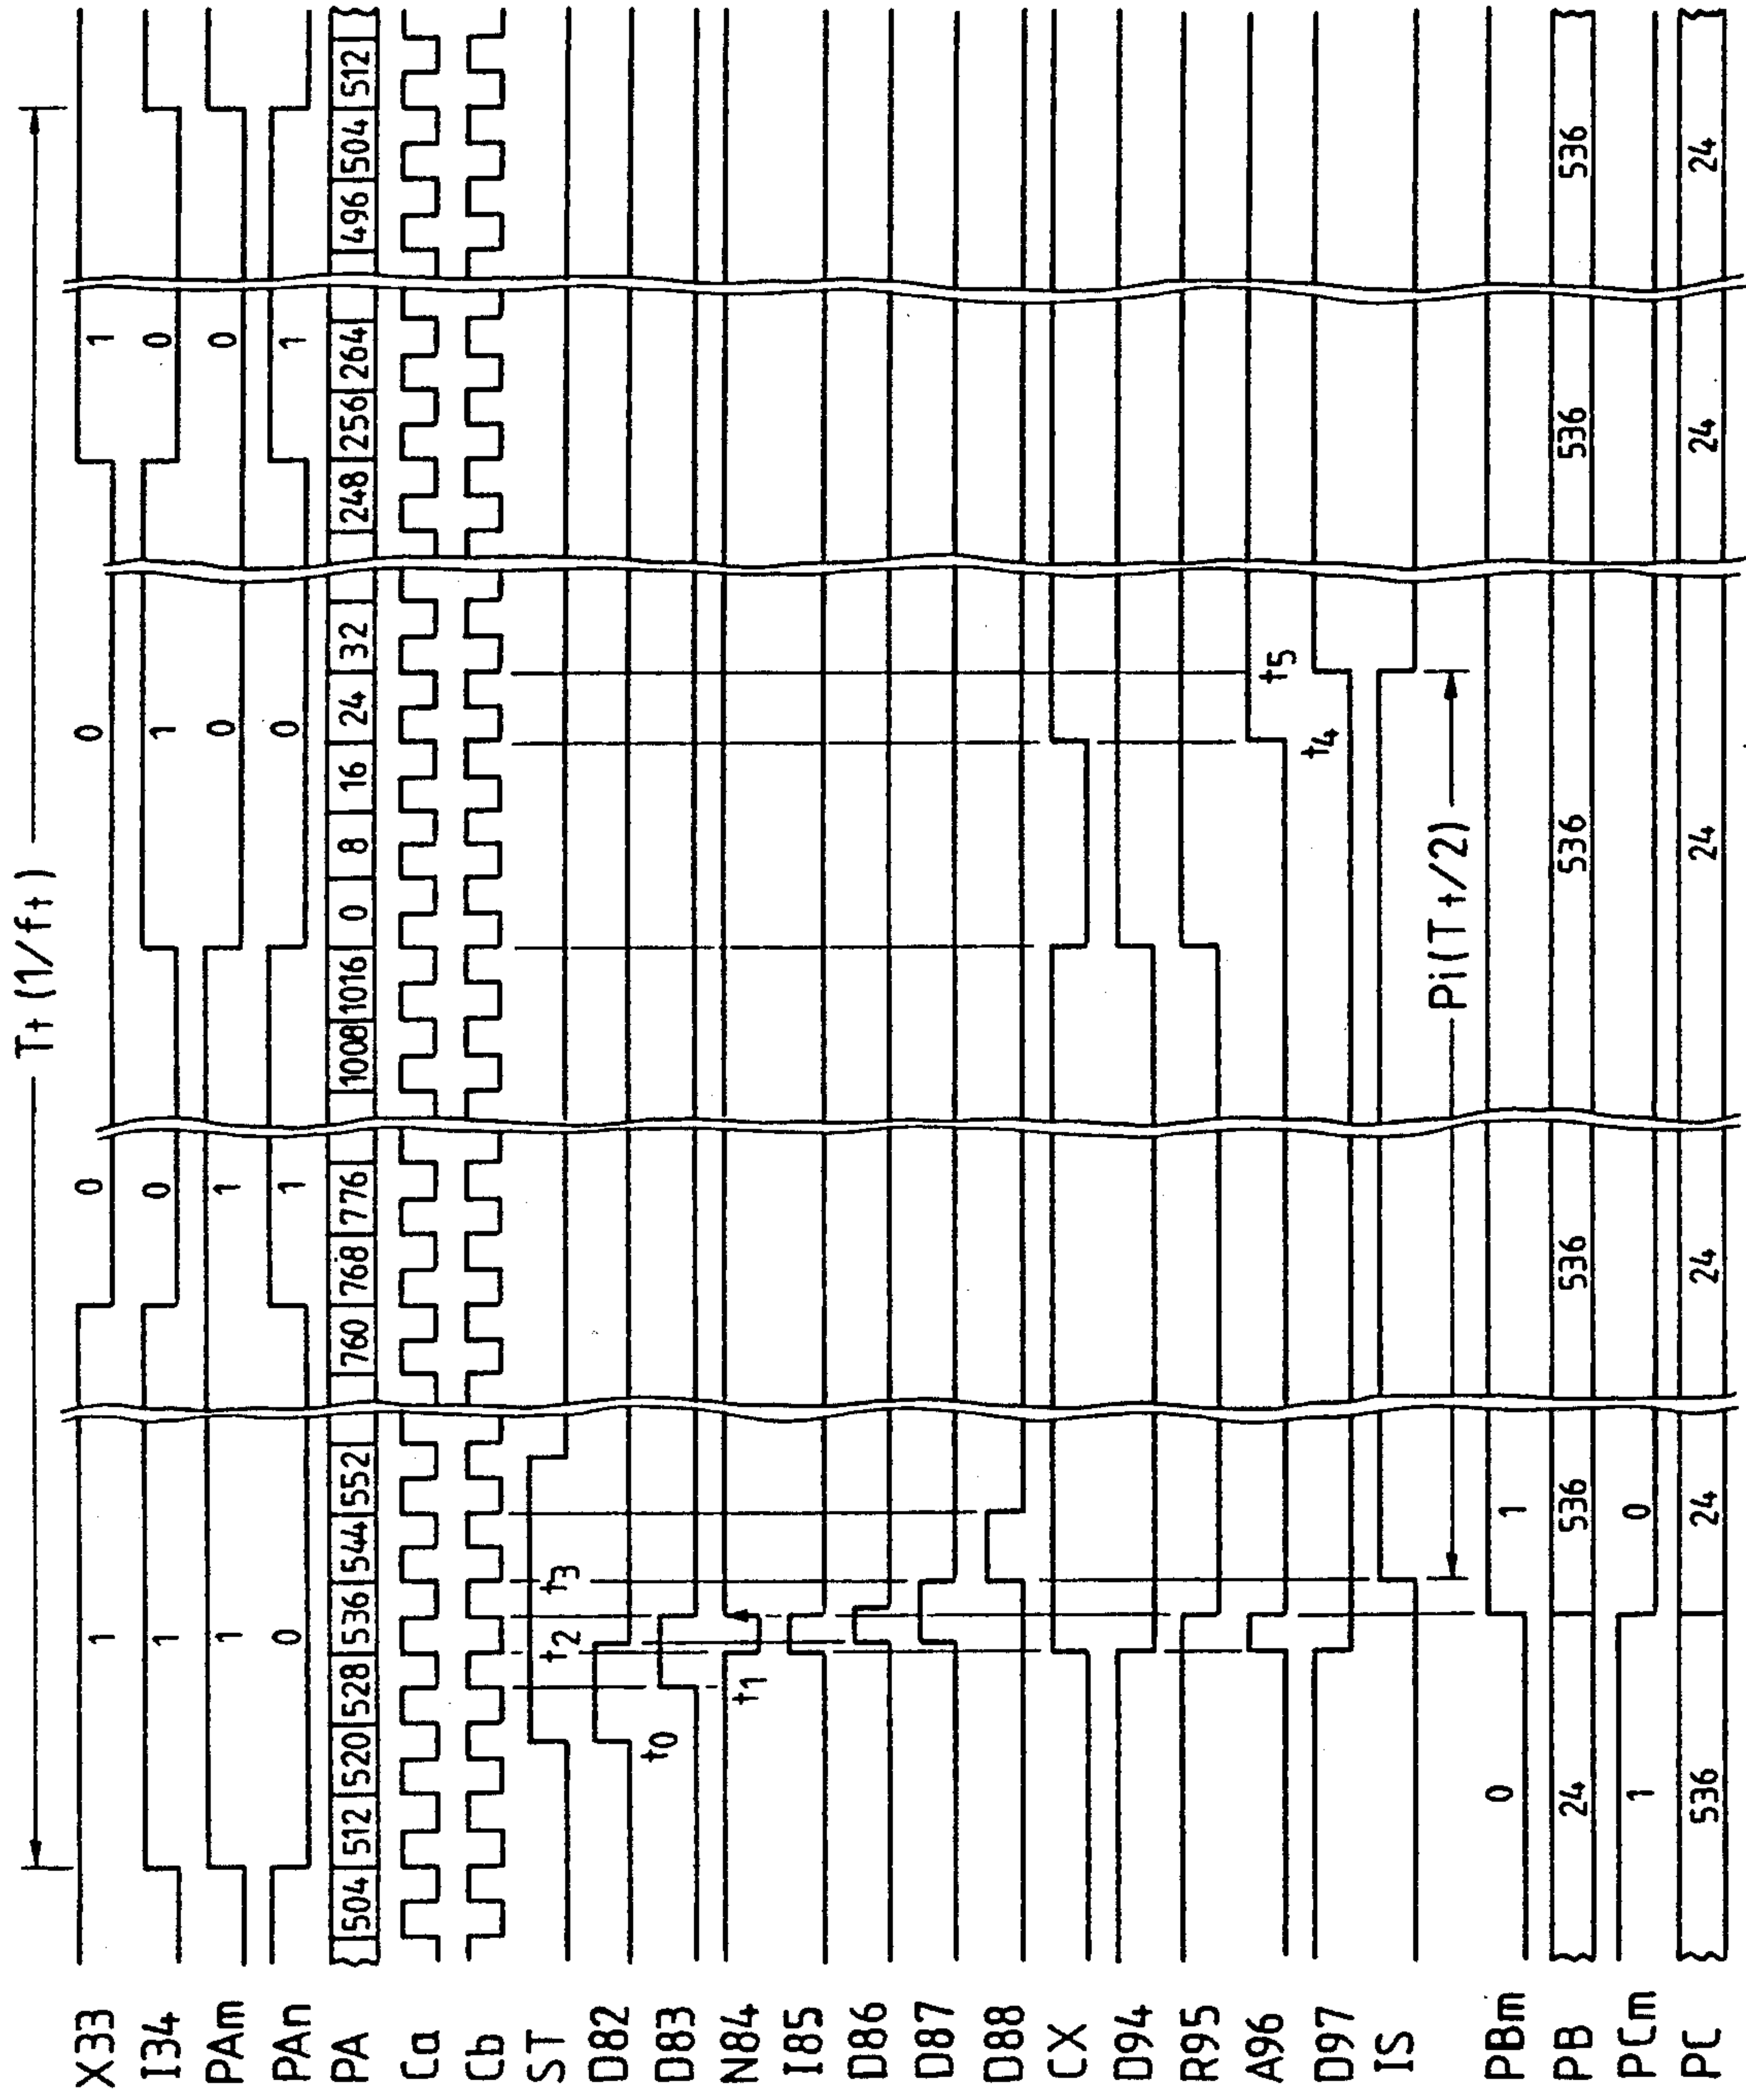 Tt (1/ft)
X33 1 0 0 1
I34 1 0 1 0
PAm 1 1 0 0
PAn 0 1 0 1
PA 504 512 520 528 536 544 552 760 768 776 1008 1016 0 8 16 24 32 248 256 264 496 504 512
Ca
Cb
ST t2 t3
D82
D83 t0
N84 t1
I85
D86
D87
D88
CX
D94
R95
A96 t5
D97 t4
IS
Pi(Tt/2)
PBm 0 1
PB 24 536 536 536 536 536
PCm 1 0
PC 536 24 24 24 24 24